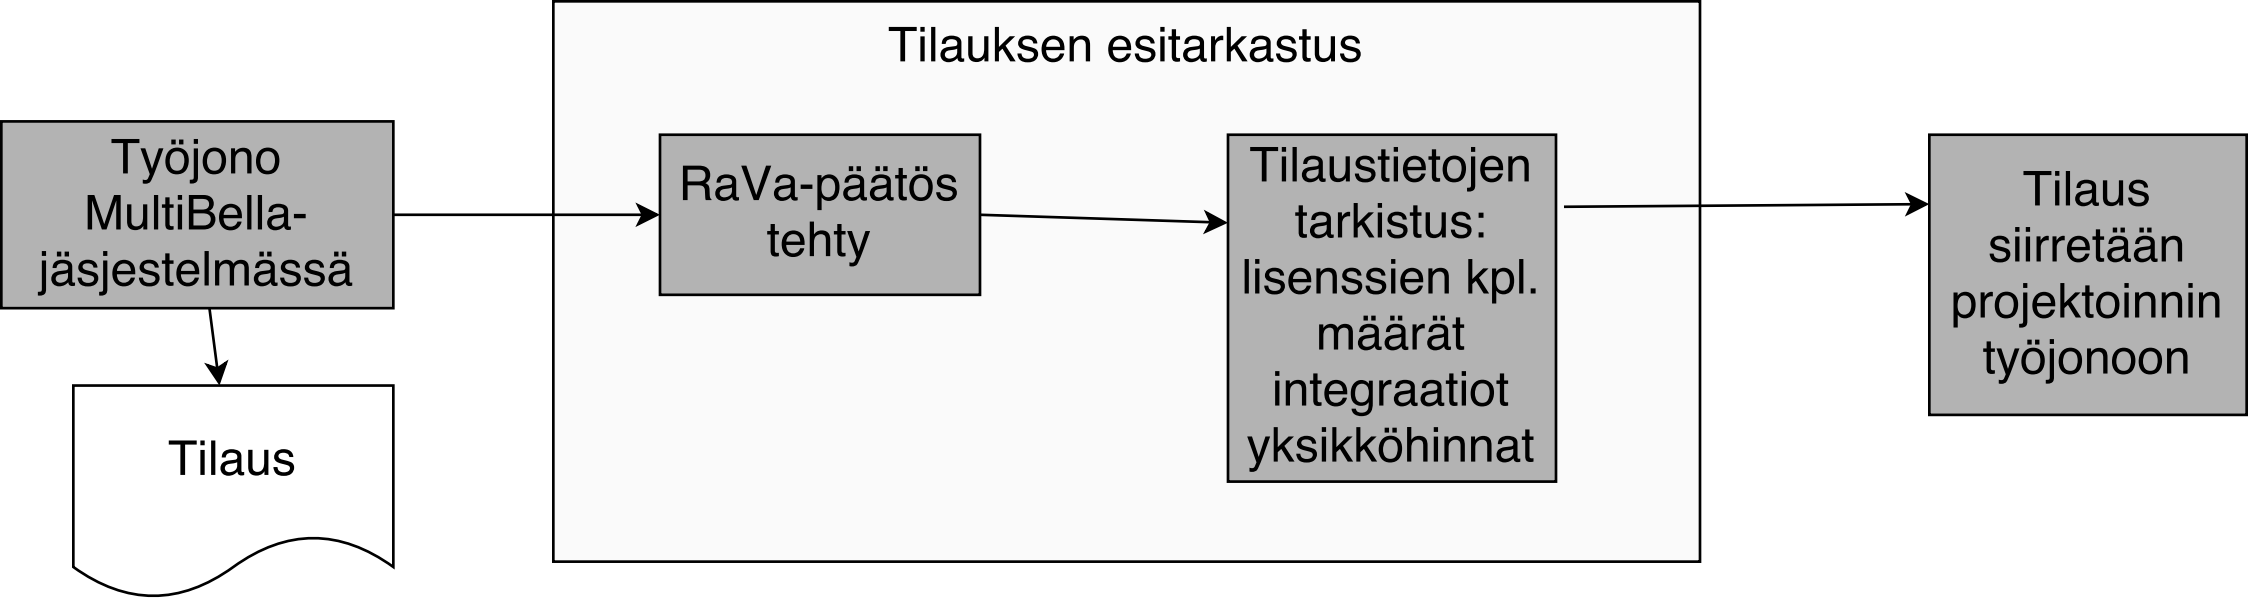 Tilauksen esitarkastus
Työjono
MultiBella-
jäsjestelmässä
Tilaus
RaVa-päätös
tehty
Tilaustietojen
tarkistus:
lisenssien kpl.
määrät
integraatiot
yksikköhinnat
Tilaus
siirretään
projektoinnin
työjonoon